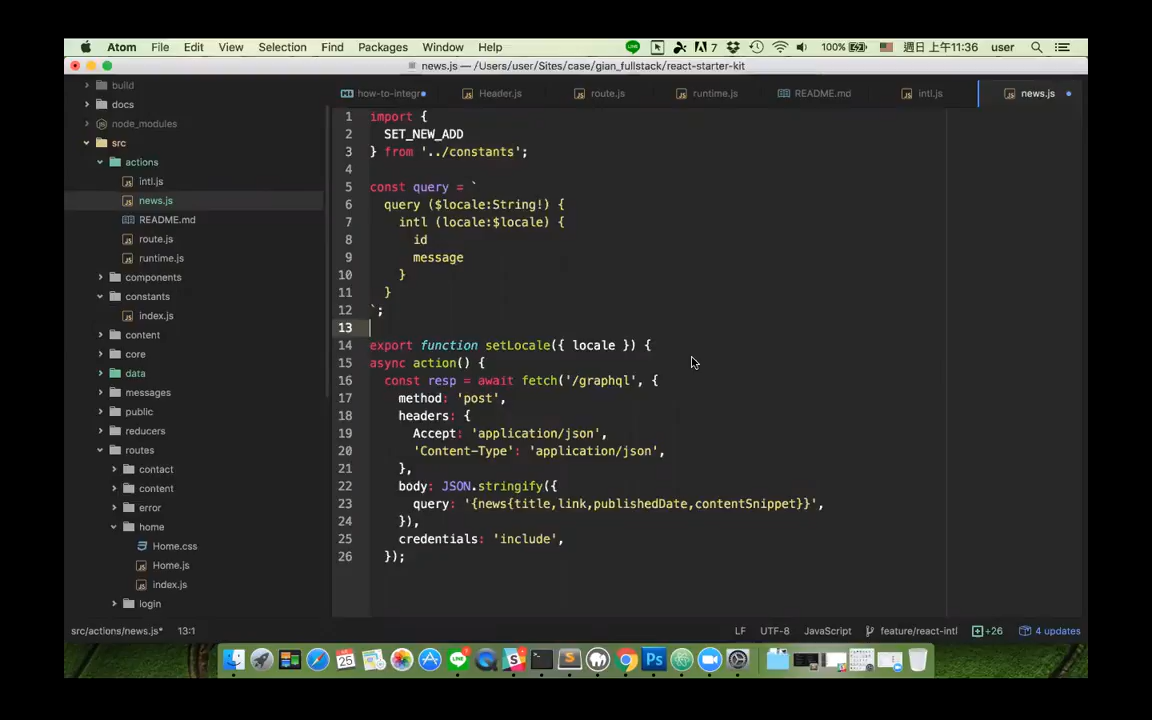 Atom File Edit View Selection Find Packages Window Help 7 100% 週日 上午11:36 user
news.js — /Users/user/Sites/case/gian_fullstack/react-starter-kit
build
docs
node_modules
src
actions
intl.js
news.js
README.md
route.js
runtime.js
components
constants
index.js
content
core
data
messages
public
reducers
routes
contact
content
error
home
Home.css
Home.js
index.js
login
how-to-integr Header.js route.js runtime.js README.md intl.js news.js
1 import {
2 SET_NEW_ADD
3 } from '../constants';
4
5 const query = `
6 query ($locale:String!) {
7 intl (locale:$locale) {
8 id
9 message
10 }
11 }
12 `;
13
14 export function setLocale({ locale }) {
15 async action() {
16 const resp = await fetch('/graphql', {
17 method: 'post',
18 headers: {
19 Accept: 'application/json',
20 'Content-Type': 'application/json',
21 },
22 body: JSON.stringify({
23 query: '{news{title,link,publishedDate,contentSnippet}}',
24 }),
25 credentials: 'include',
26 });
src/actions/news.js* 13:1 LF UTF-8 JavaScript feature/react-intl +26 4 updates
25